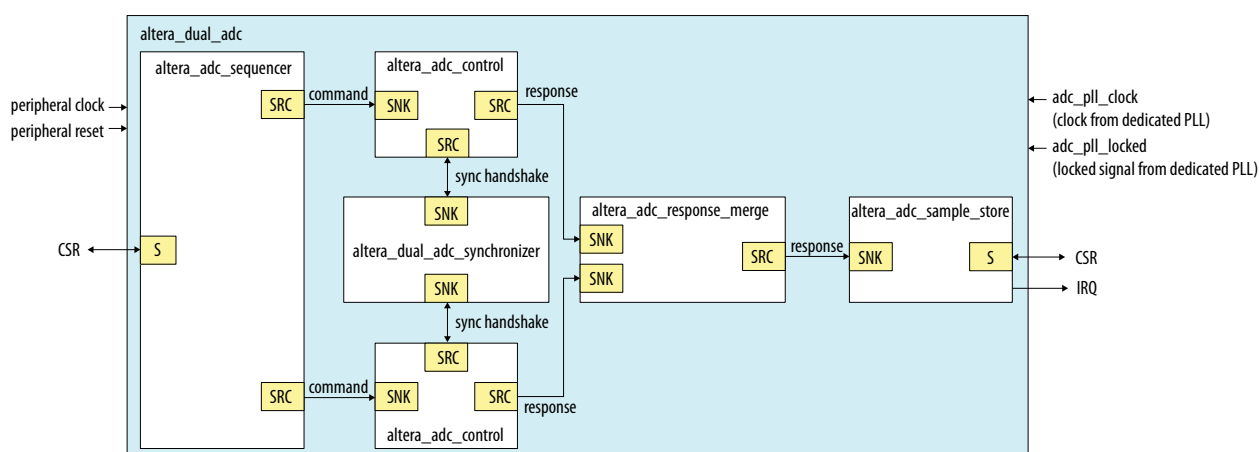 altera_dual_adc
altera_adc_sequencer
altera_adc_control
peripheral clock
peripheral reset
SRC
command
SNK
SRC
response
SRC
adc_pll_clock
(clock from dedicated PLL)
adc_pll_locked
(locked signal from dedicated PLL)
sync handshake
SNK
altera_dual_adc_synchronizer
SNK
sync handshake
altera_adc_response_merge
SNK
SNK
SRC
response
altera_adc_sample_store
SNK
S
CSR
IRQ
CSR
S
SRC
command
SRC
SNK
SRC
response
altera_adc_control